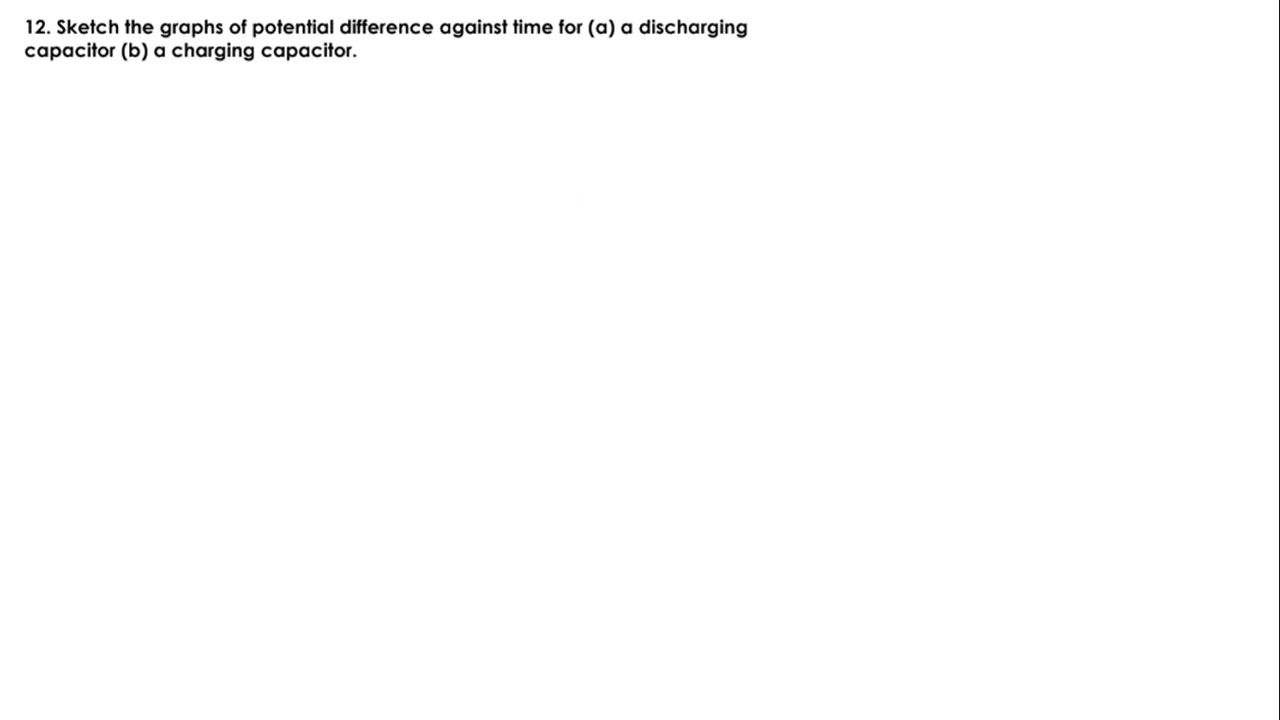 12. Sketch the graphs of potential difference against time for (a) a discharging
capacitor (b) a charging capacitor.